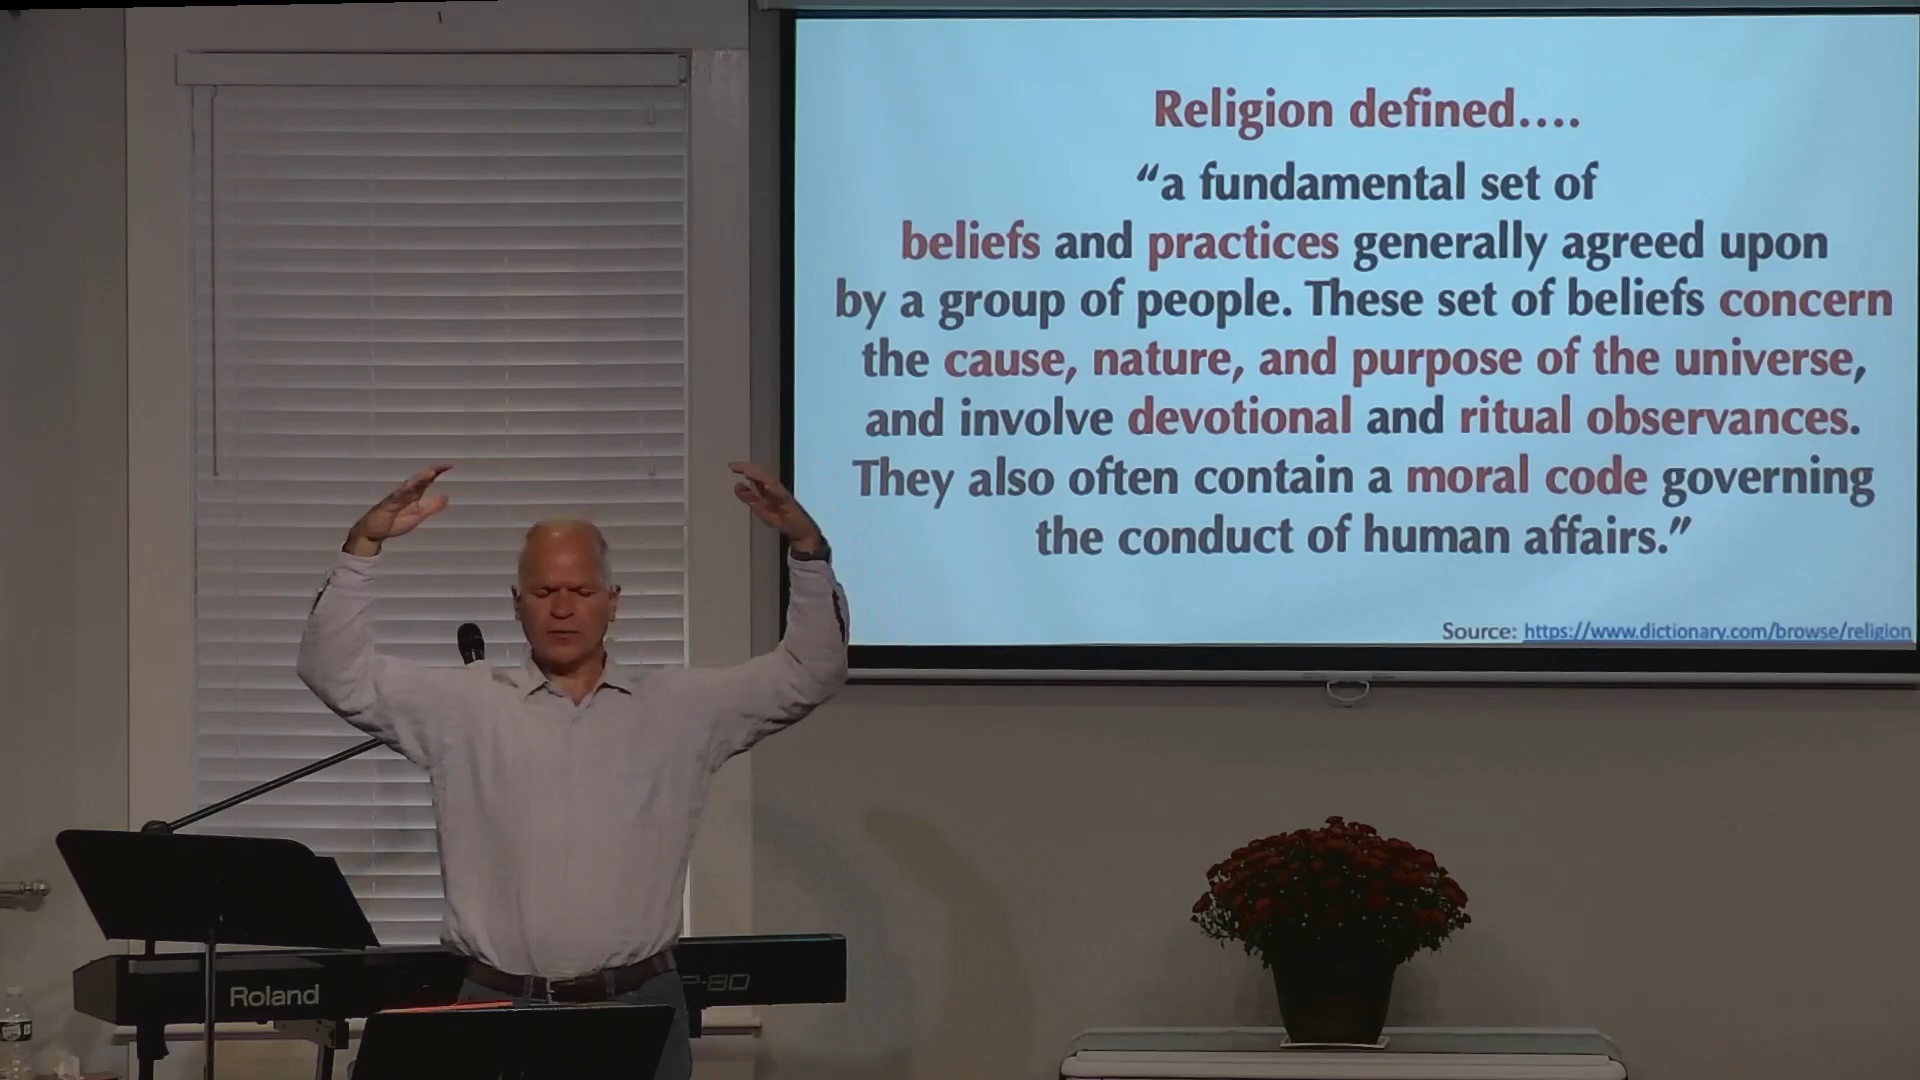 Religion defined....
“a fundamental set of
beliefs and practices generally agreed upon
by a group of people. These set of beliefs concern
the cause, nature, and purpose of the universe,
and involve devotional and ritual observances.
They also often contain a moral code governing
the conduct of human affairs.”
Source: https://www.dictionary.com/browse/religion
Roland
-80